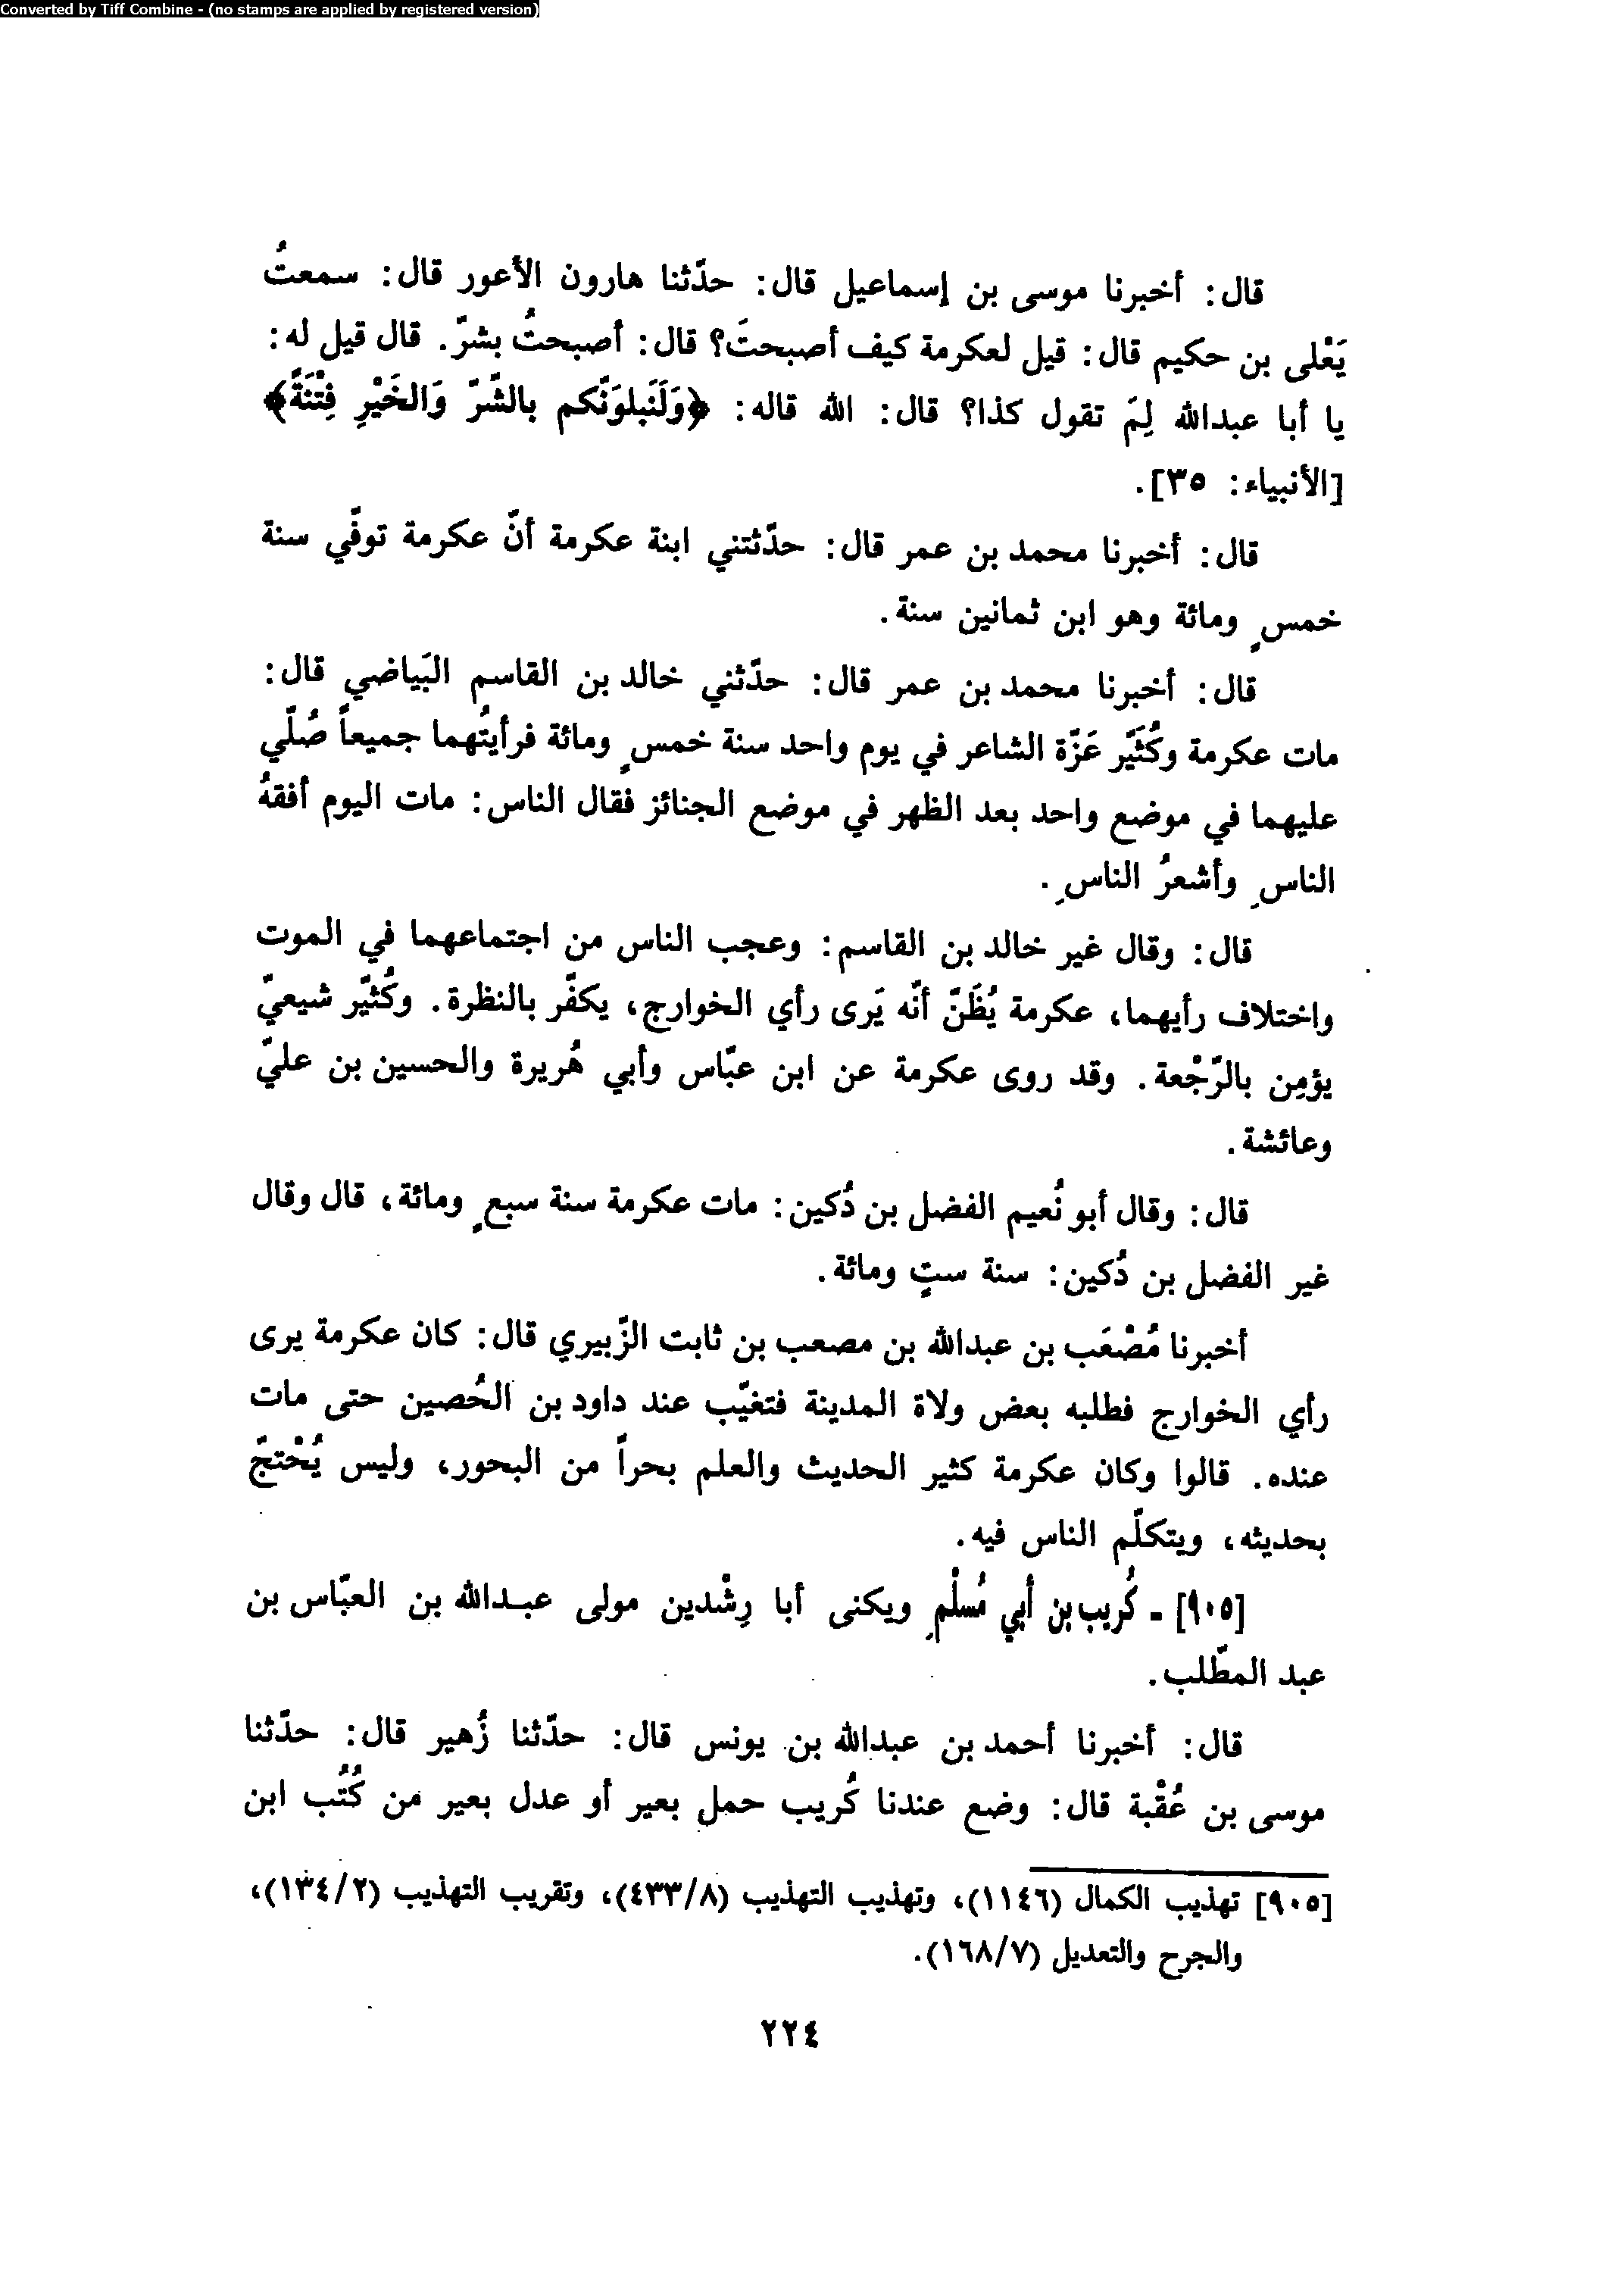 Converted by Tiff Combine - (no stamps are applied by registered version)
قال: أخبرنا موسى بن إسماعيل قال: حدّثنا هارون الأعور قال: سمعتُ
يَعْلى بن حكيم قال: قيل لعكرمة كيف أصبحتَ؟ قال: أصبحتُ بشرّ. قال قيل له:
يا أبا عبدالله لِمَ تقول كذا؟ قال: الله قاله: ﴿وَلَنَبلوَنَّكم بالشَّرّ وَالخَيْرِ فِتْنَةً﴾
[الأنبياء: ٣٥].
قال: أخبرنا محمد بن عمر قال: حدّثتني ابنة عكرمة أنّ عكرمة توفّي سنة
خمسٍ ومائة وهو ابن ثمانين سنة.
قال: أخبرنا محمد بن عمر قال: حدّثني خالد بن القاسم البَياضي قال:
مات عكرمة وكُثَيّر عَزّة الشاعر في يوم واحد سنة خمسٍ ومائة فرأيتُهما جميعاً صُلّي
عليهما في موضع واحد بعد الظهر في موضع الجنائز فقال الناس: مات اليوم أفقهُ
الناسِ وأشعرُ الناسِ.
قال: وقال غير خالد بن القاسم: وعجب الناس من اجتماعهما في الموت
واختلاف رأيهما، عكرمة يُظَنّ أنّه يَرى رأي الخوارج، يكفّر بالنظرة. وكُثيّر شيعيّ
يؤمِن بالرّجْعة. وقد روى عكرمة عن ابن عبّاس وأبي هُريرة والحسين بن عليّ
وعائشة.
قال: وقال أبو نُعيم الفضل بن دُكين: مات عكرمة سنة سبعٍ ومائة، قال وقال
غير الفضل بن دُكين: سنة ستٍ ومائة.
أخبرنا مُصْعَب بن عبدالله بن مصعب بن ثابت الزّبيري قال: كان عكرمة يرى
رأي الخوارج فطلبه بعض ولاة المدينة فتغيّب عند داود بن الحُصين حتى مات
عنده. قالوا وكان عكرمة كثير الحديث والعلم بحراً من البحور، وليس يُحْتجّ
بحديثه، ويتكلّم الناس فيه.
[٩٠٥] - كُريب بن أبي مُسلْمِ ويكنى أبا رِشْدين مولى عبـدالله بن العبّاس بن
عبد المطّلب.
قال: أخبرنا أحمد بن عبدالله بن يونس قال: حدّثنا زُهير قال: حدّثنا
موسى بن عُقْبة قال: وضع عندنا كُريب حمل بعير أو عدل بعير من كُتُب ابن
[٩٠٥] تهذيب الكمال (١١٤٦)، وتهذيب التهذيب (٤٣٣/٨)، وتقريب التهذيب (١٣٤/٢)،
والجرح والتعديل (١٦٨/٧).
٢٢٤